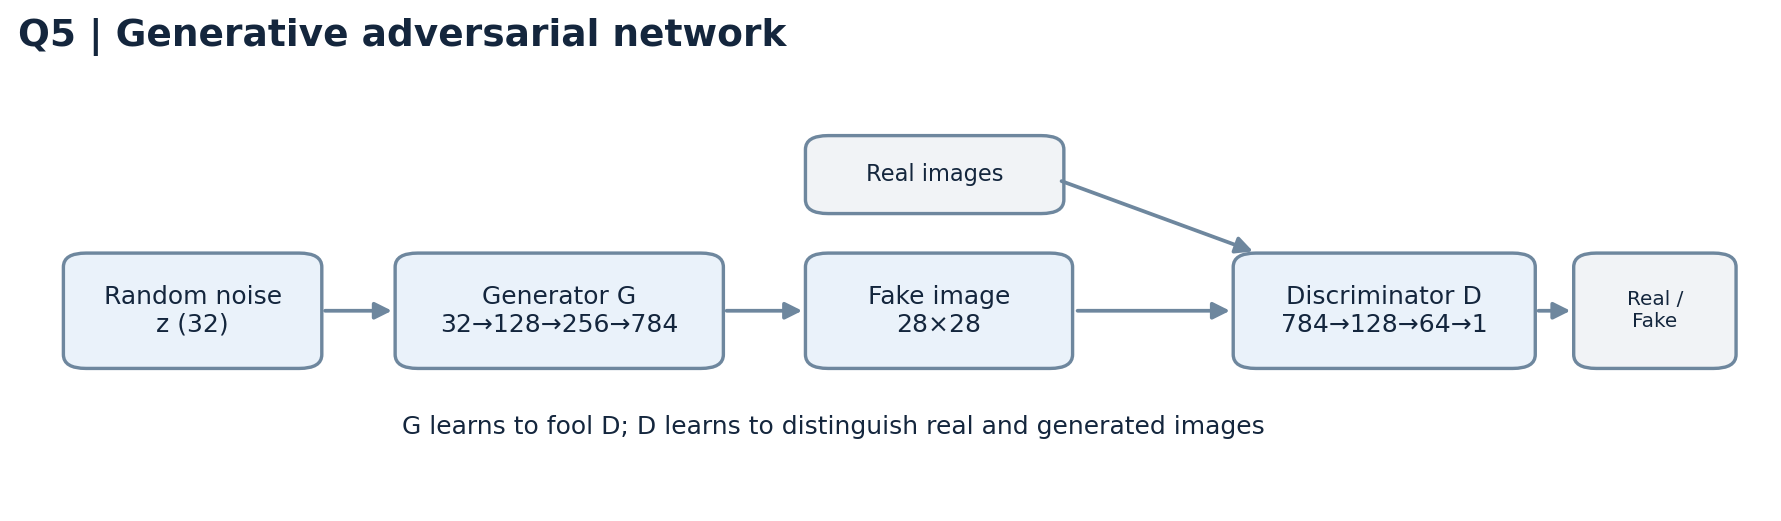 Q5 | Generative adversarial network
Real images
Random noise
z (32)
Generator G
32→128→256→784
Fake image
28×28
Discriminator D
784→128→64→1
Real /
Fake
G learns to fool D; D learns to distinguish real and generated images